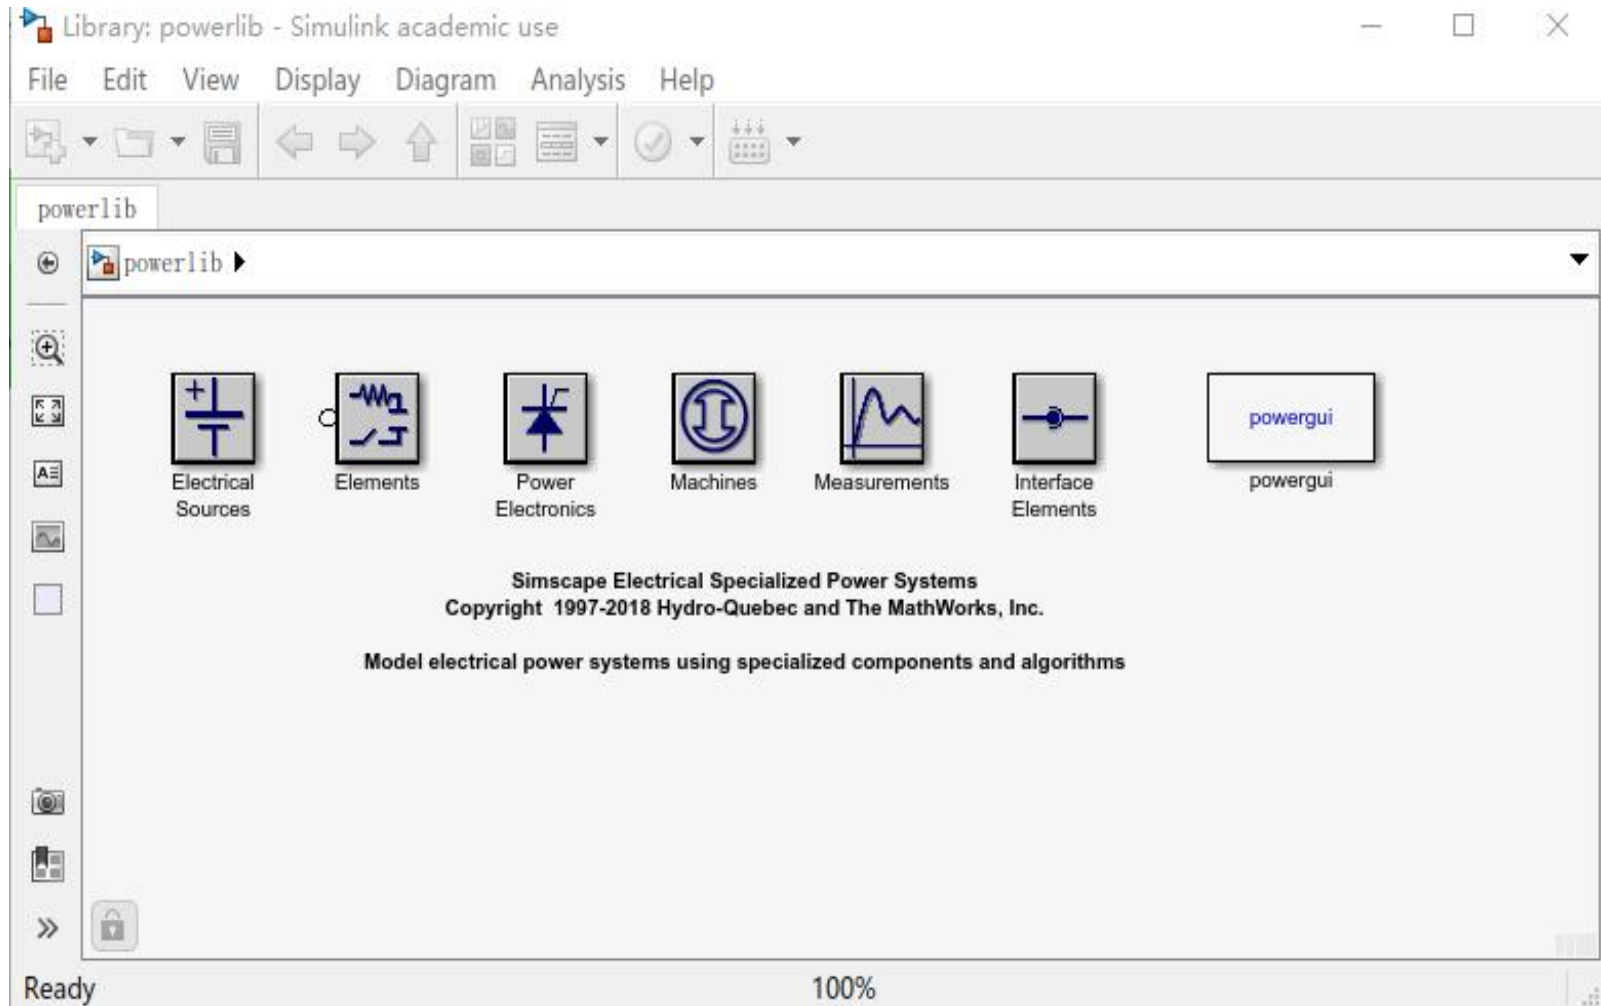 Library: powerlib - Simulink academic use
File Edit View Display Diagram Analysis Help
powerlib
powerlib
Electrical Sources
Elements
Power Electronics
Machines
Measurements
Interface Elements
powergui
powergui
Simscape Electrical Specialized Power Systems
Copyright 1997-2018 Hydro-Quebec and The MathWorks, Inc.
Model electrical power systems using specialized components and algorithms
Ready 100%